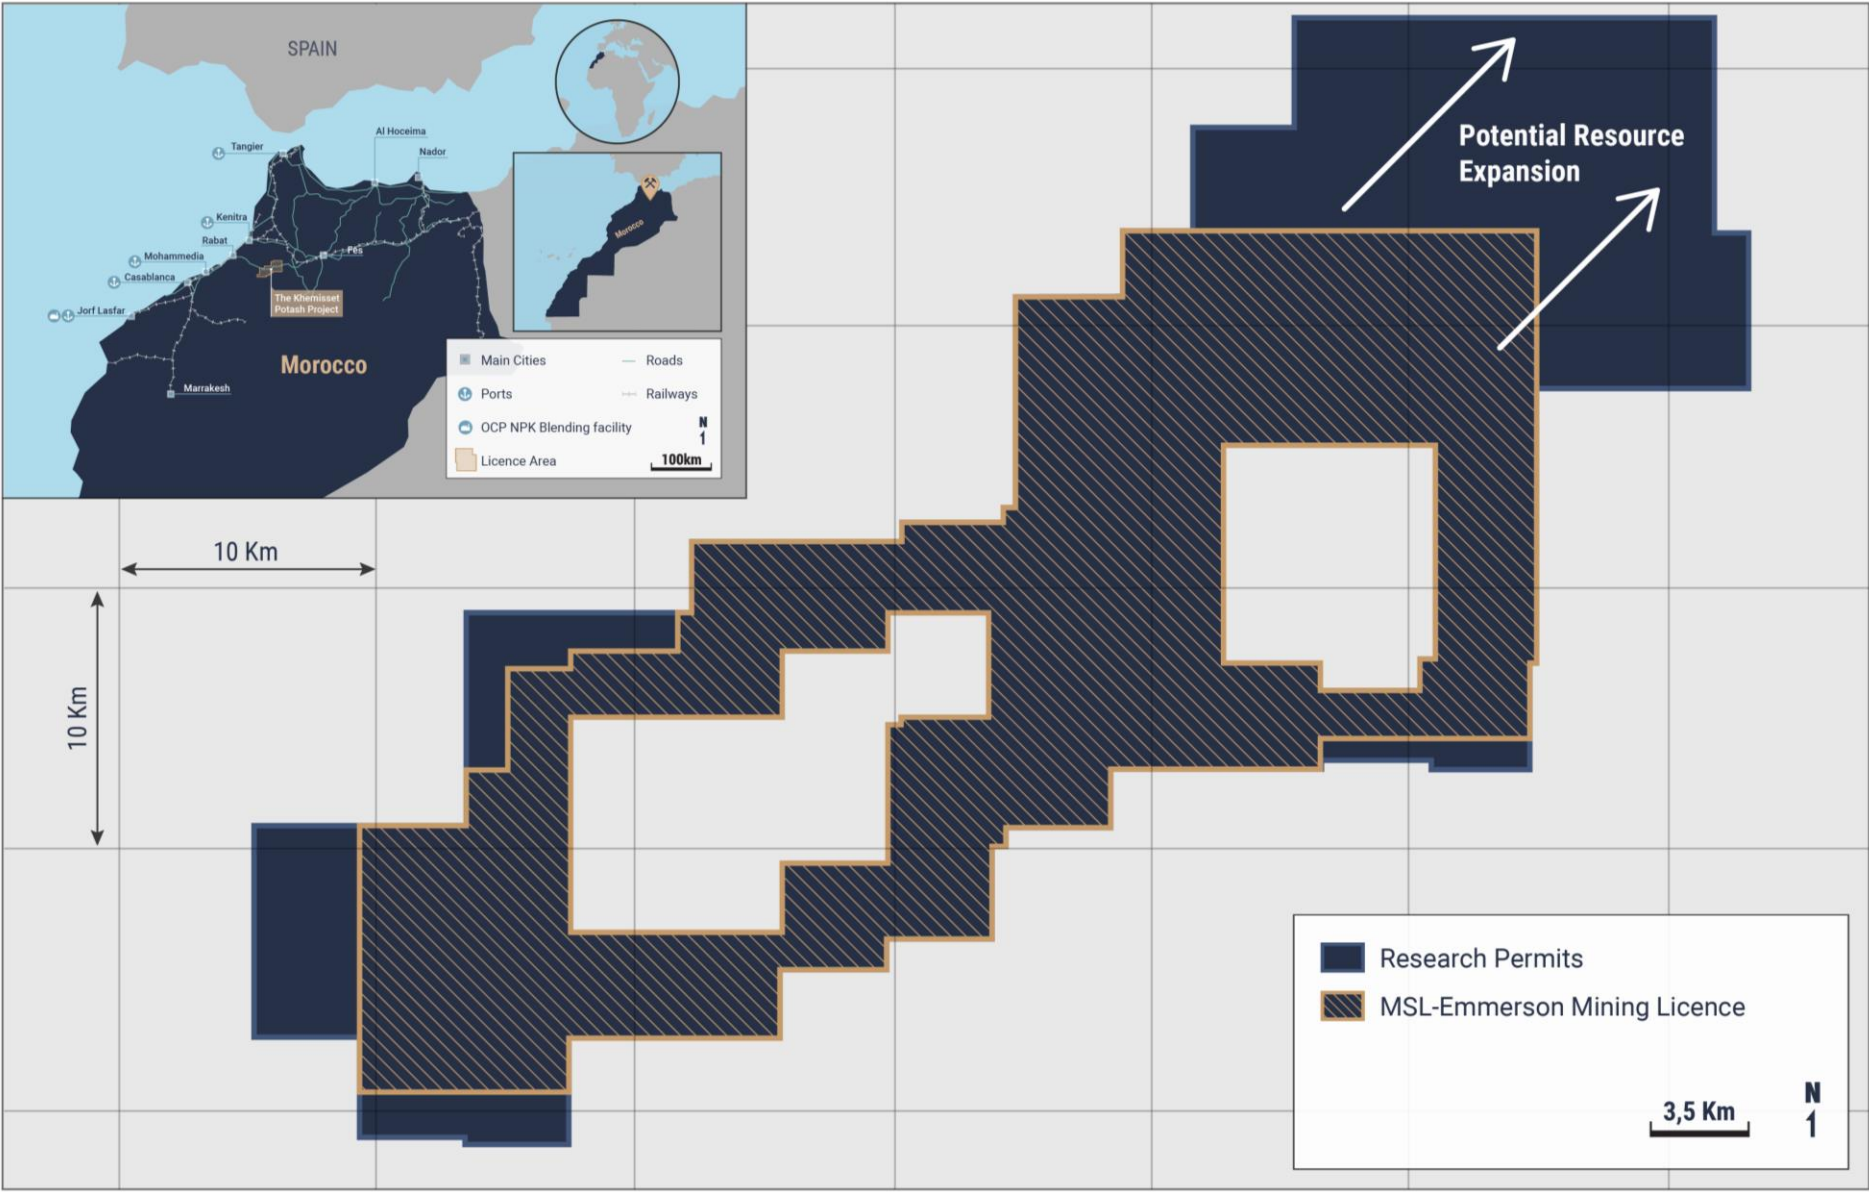 SPAIN
Al Hoceima
Tangier
Nador
Kenitra
Rabat
Fes
Mohammedia
Casablanca
The Khemisset
Potash Project
Jorf Lasfar
Morocco
Marrakesh
Morocco
Main Cities
Roads
Ports
Railways
OCP NPK Blending facility
N
Licence Area
100km
Potential Resource
Expansion
10 Km
10 Km
Research Permits
MSL-Emmerson Mining Licence
3,5 Km
N